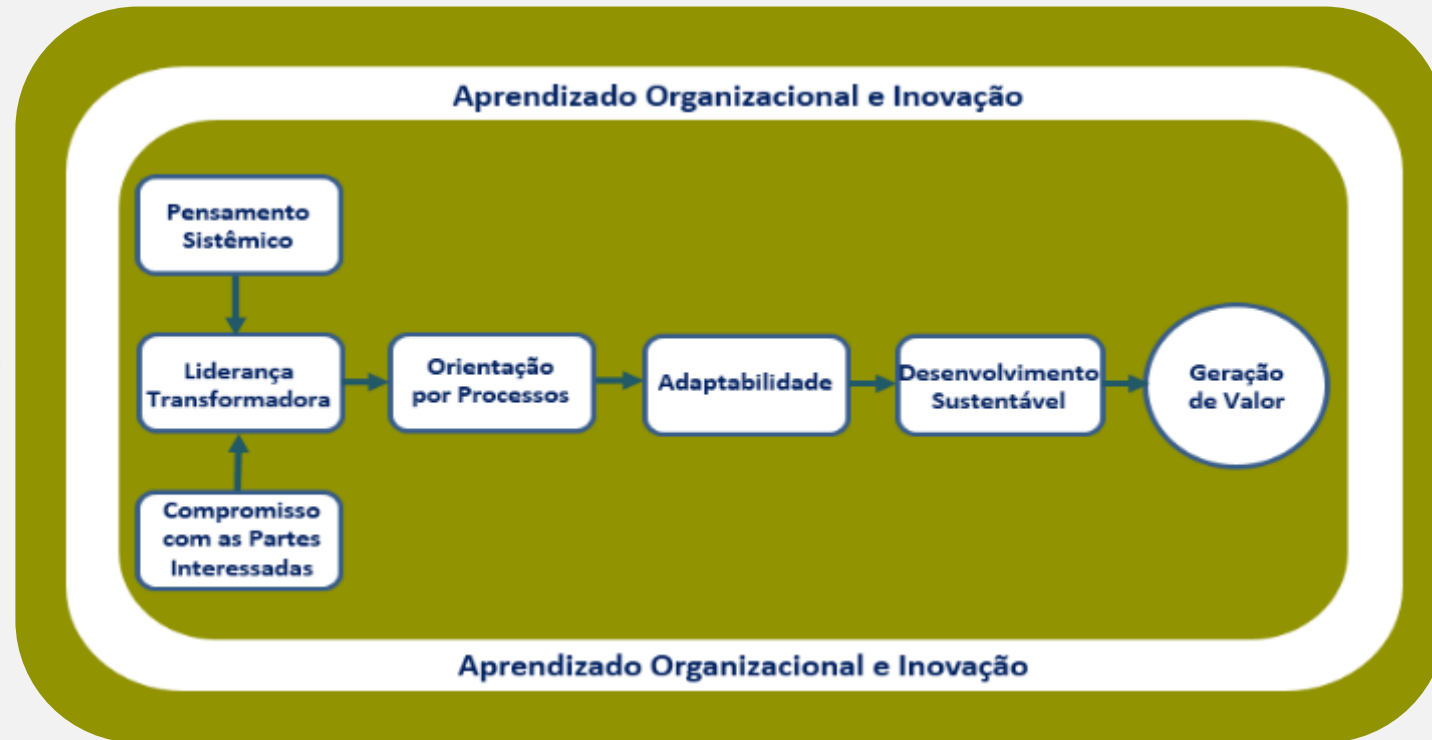 Aprendizado Organizacional e Inovação
Pensamento
Sistêmico
Liderança
Transformadora
Orientação
por Processos
Adaptabilidade
Desenvolvimento
Sustentável
Geração
de Valor
Compromisso
com as Partes
Interessadas
Aprendizado Organizacional e Inovação